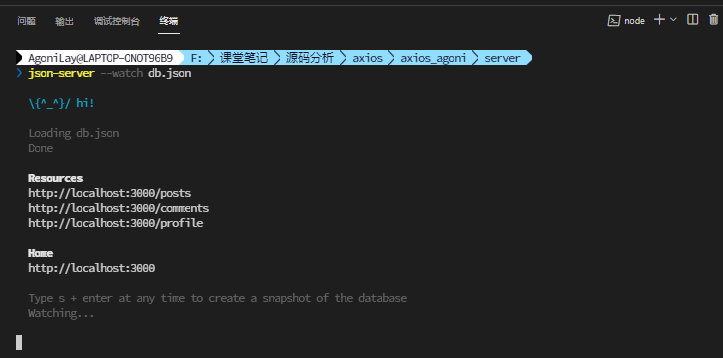 问题 输出 调试控制台 终端 node
AgoniLay@LAPTOP-0NOT96B9 F: 课堂笔记 源码分析 axios axios_agoni server
json-server --watch db.json
\{^_^}/ hi!
Loading db.json
Done
Resources
http://localhost:3000/posts
http://localhost:3000/comments
http://localhost:3000/profile
Home
http://localhost:3000
Type s + enter at any time to create a snapshot of the database
Watching...